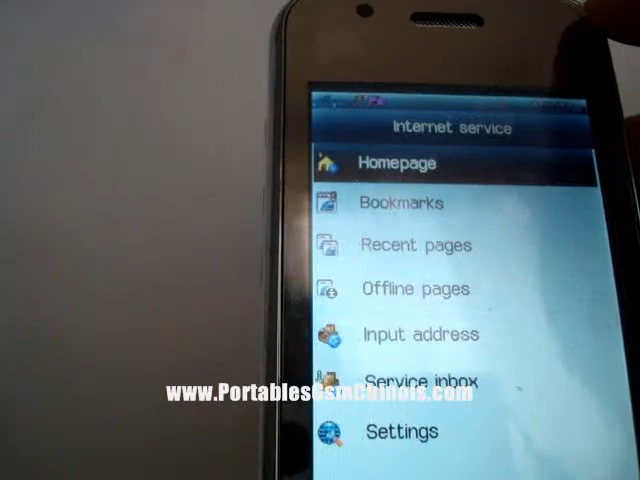 Internet service
Homepage
Bookmarks
Recent pages
Offline pages
Input address
Service inbox
www.PortablesGsmChinois.com
Settings